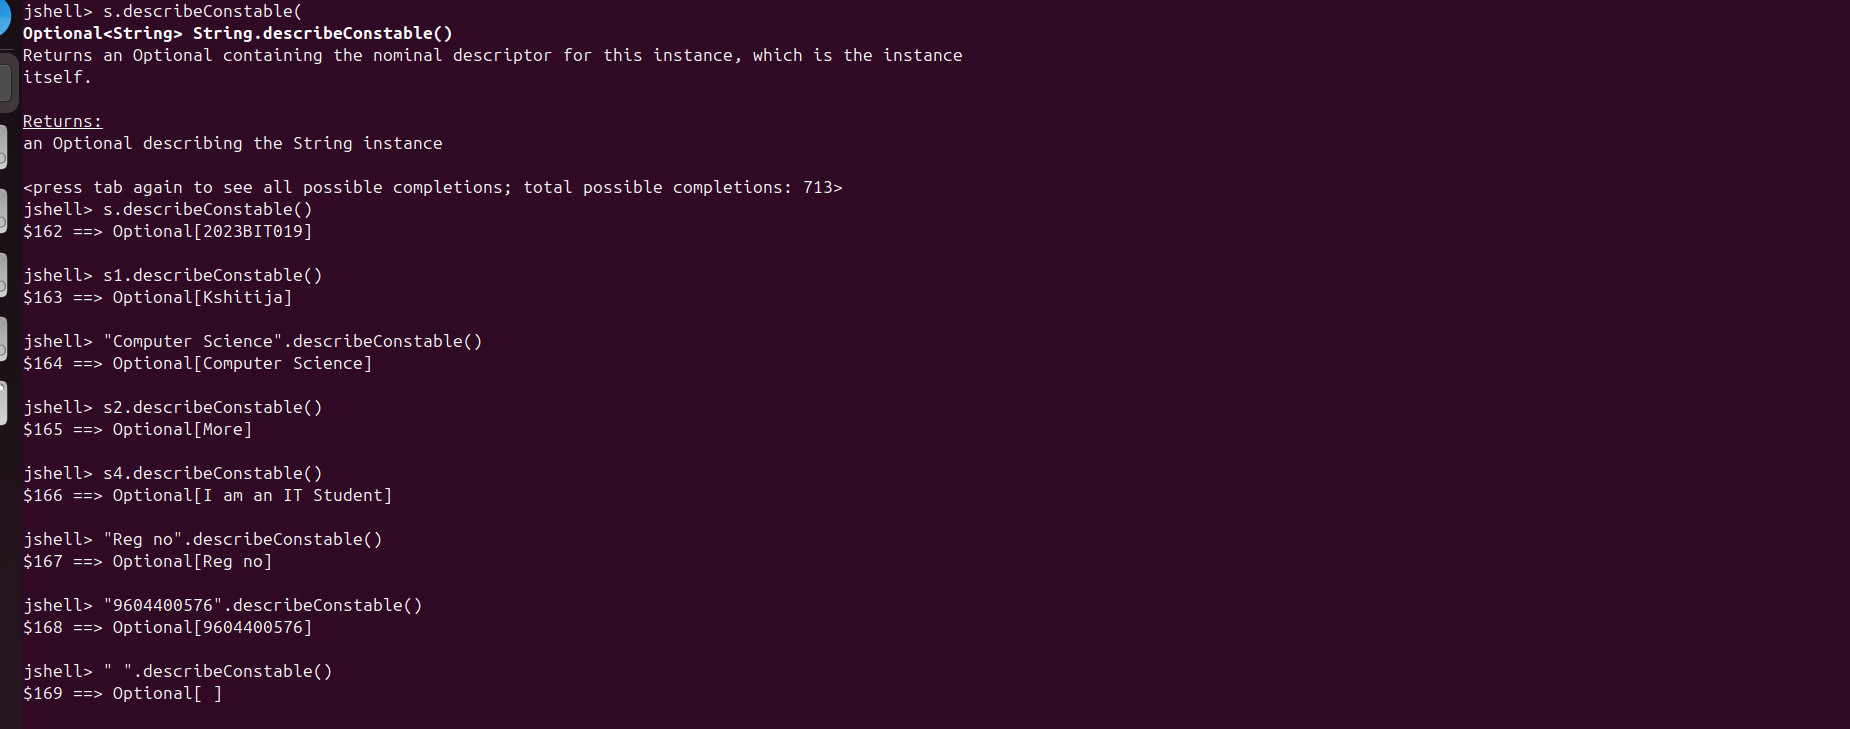 jshell> s.describeConstable(
Optional<String> String.describeConstable()
Returns an Optional containing the nominal descriptor for this instance, which is the instance
itself.
Returns:
an Optional describing the String instance
<press tab again to see all possible completions; total possible completions: 713>
jshell> s.describeConstable()
$162 ==> Optional[2023BIT019]
jshell> s1.describeConstable()
$163 ==> Optional[Kshitija]
jshell> "Computer Science".describeConstable()
$164 ==> Optional[Computer Science]
jshell> s2.describeConstable()
$165 ==> Optional[More]
jshell> s4.describeConstable()
$166 ==> Optional[I am an IT Student]
jshell> "Reg no".describeConstable()
$167 ==> Optional[Reg no]
jshell> "9604400576".describeConstable()
$168 ==> Optional[9604400576]
jshell> " ".describeConstable()
$169 ==> Optional[ ]